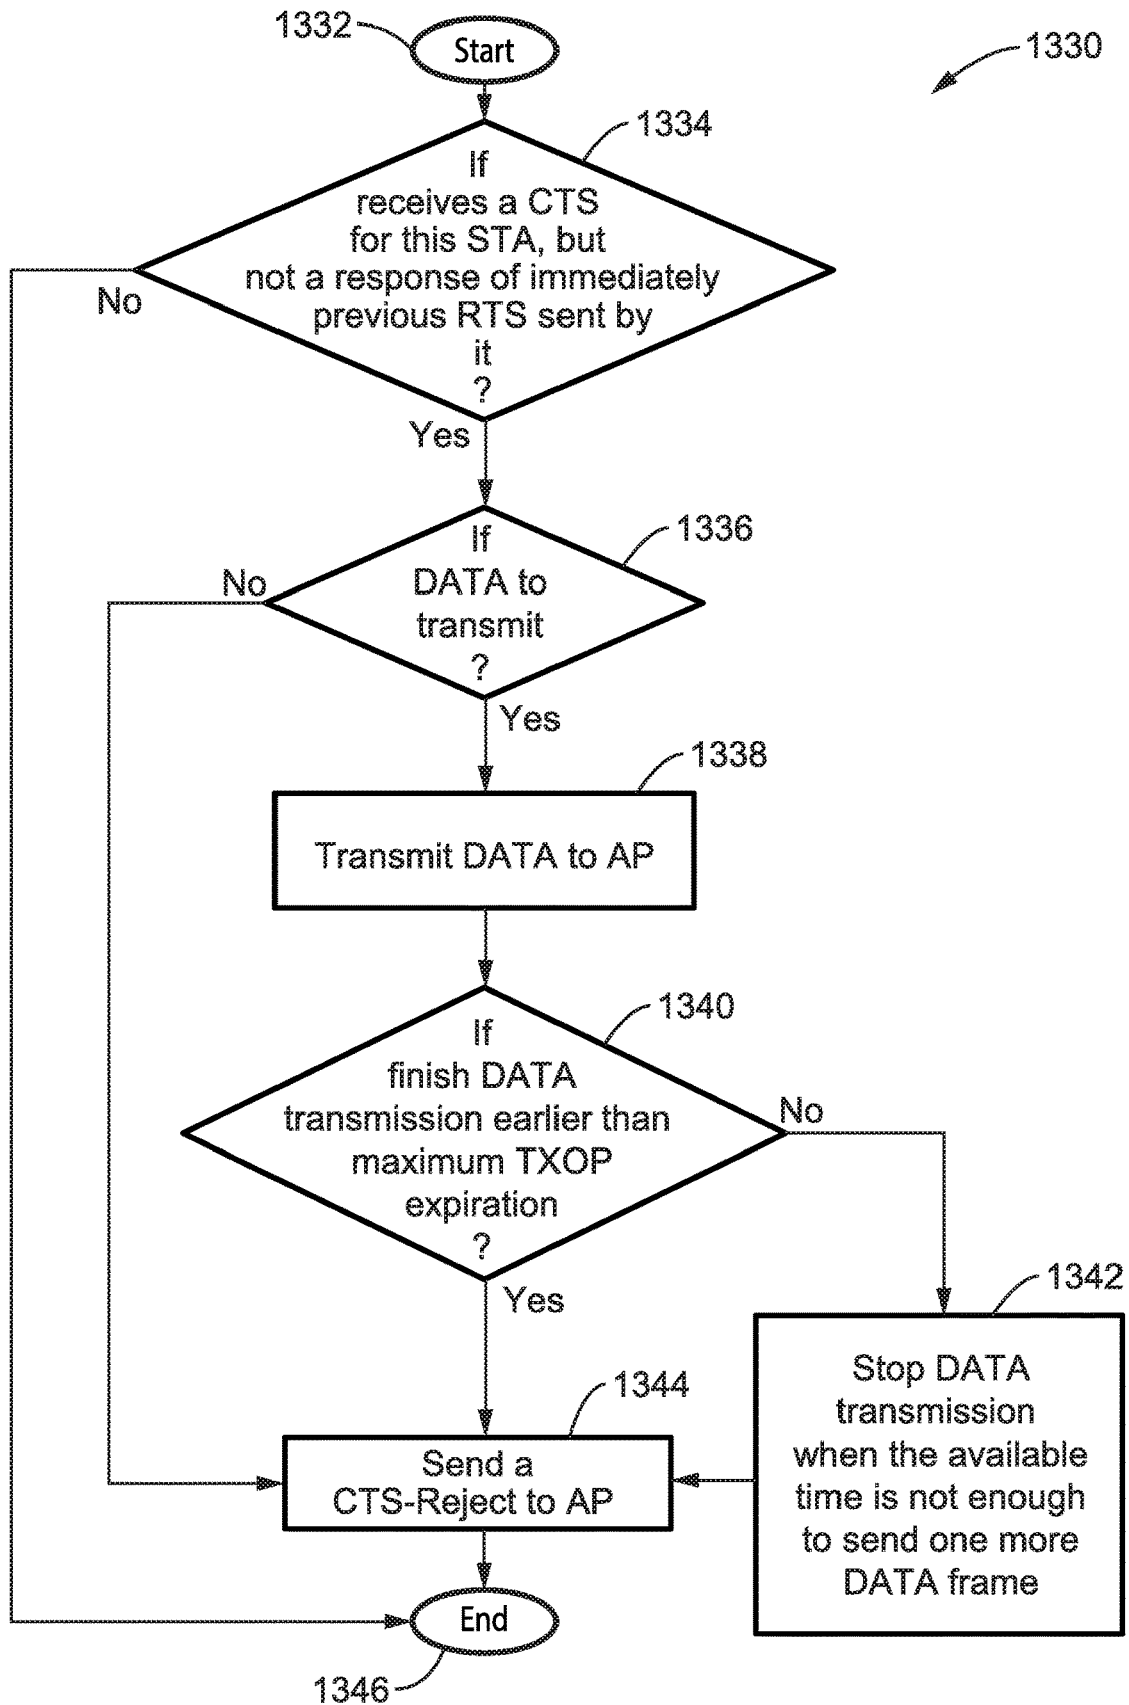 1332
Start
1330
1334
If
receives a CTS
for this STA, but
not a response of immediately
previous RTS sent by
it
?
No
Yes
1336
If
DATA to
transmit
?
No
Yes
1338
Transmit DATA to AP
1340
If
finish DATA
transmission earlier than
maximum TXOP
expiration
?
No
Yes
1342
Stop DATA
transmission
when the available
time is not enough
to send one more
DATA frame
1344
Send a
CTS-Reject to AP
End
1346